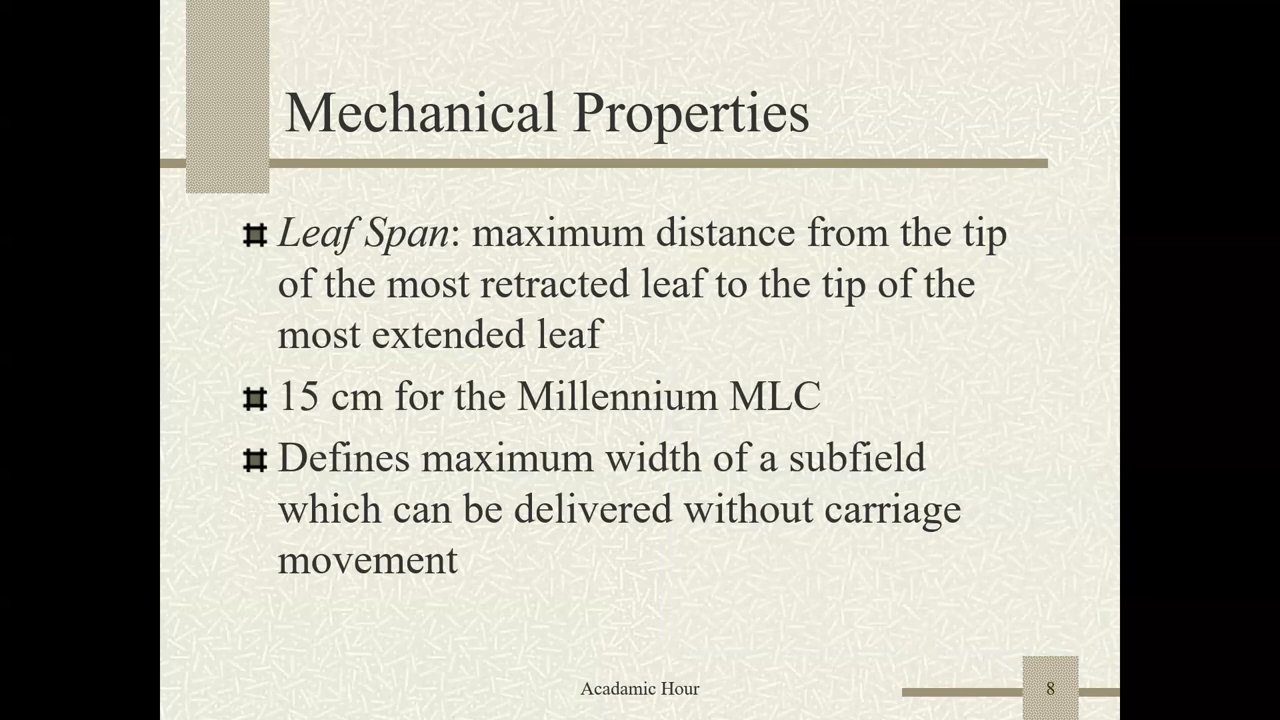 Mechanical Properties
Leaf Span: maximum distance from the tip
of the most retracted leaf to the tip of the
most extended leaf
15 cm for the Millennium MLC
Defines maximum width of a subfield
which can be delivered without carriage
movement
Acadamic Hour
8